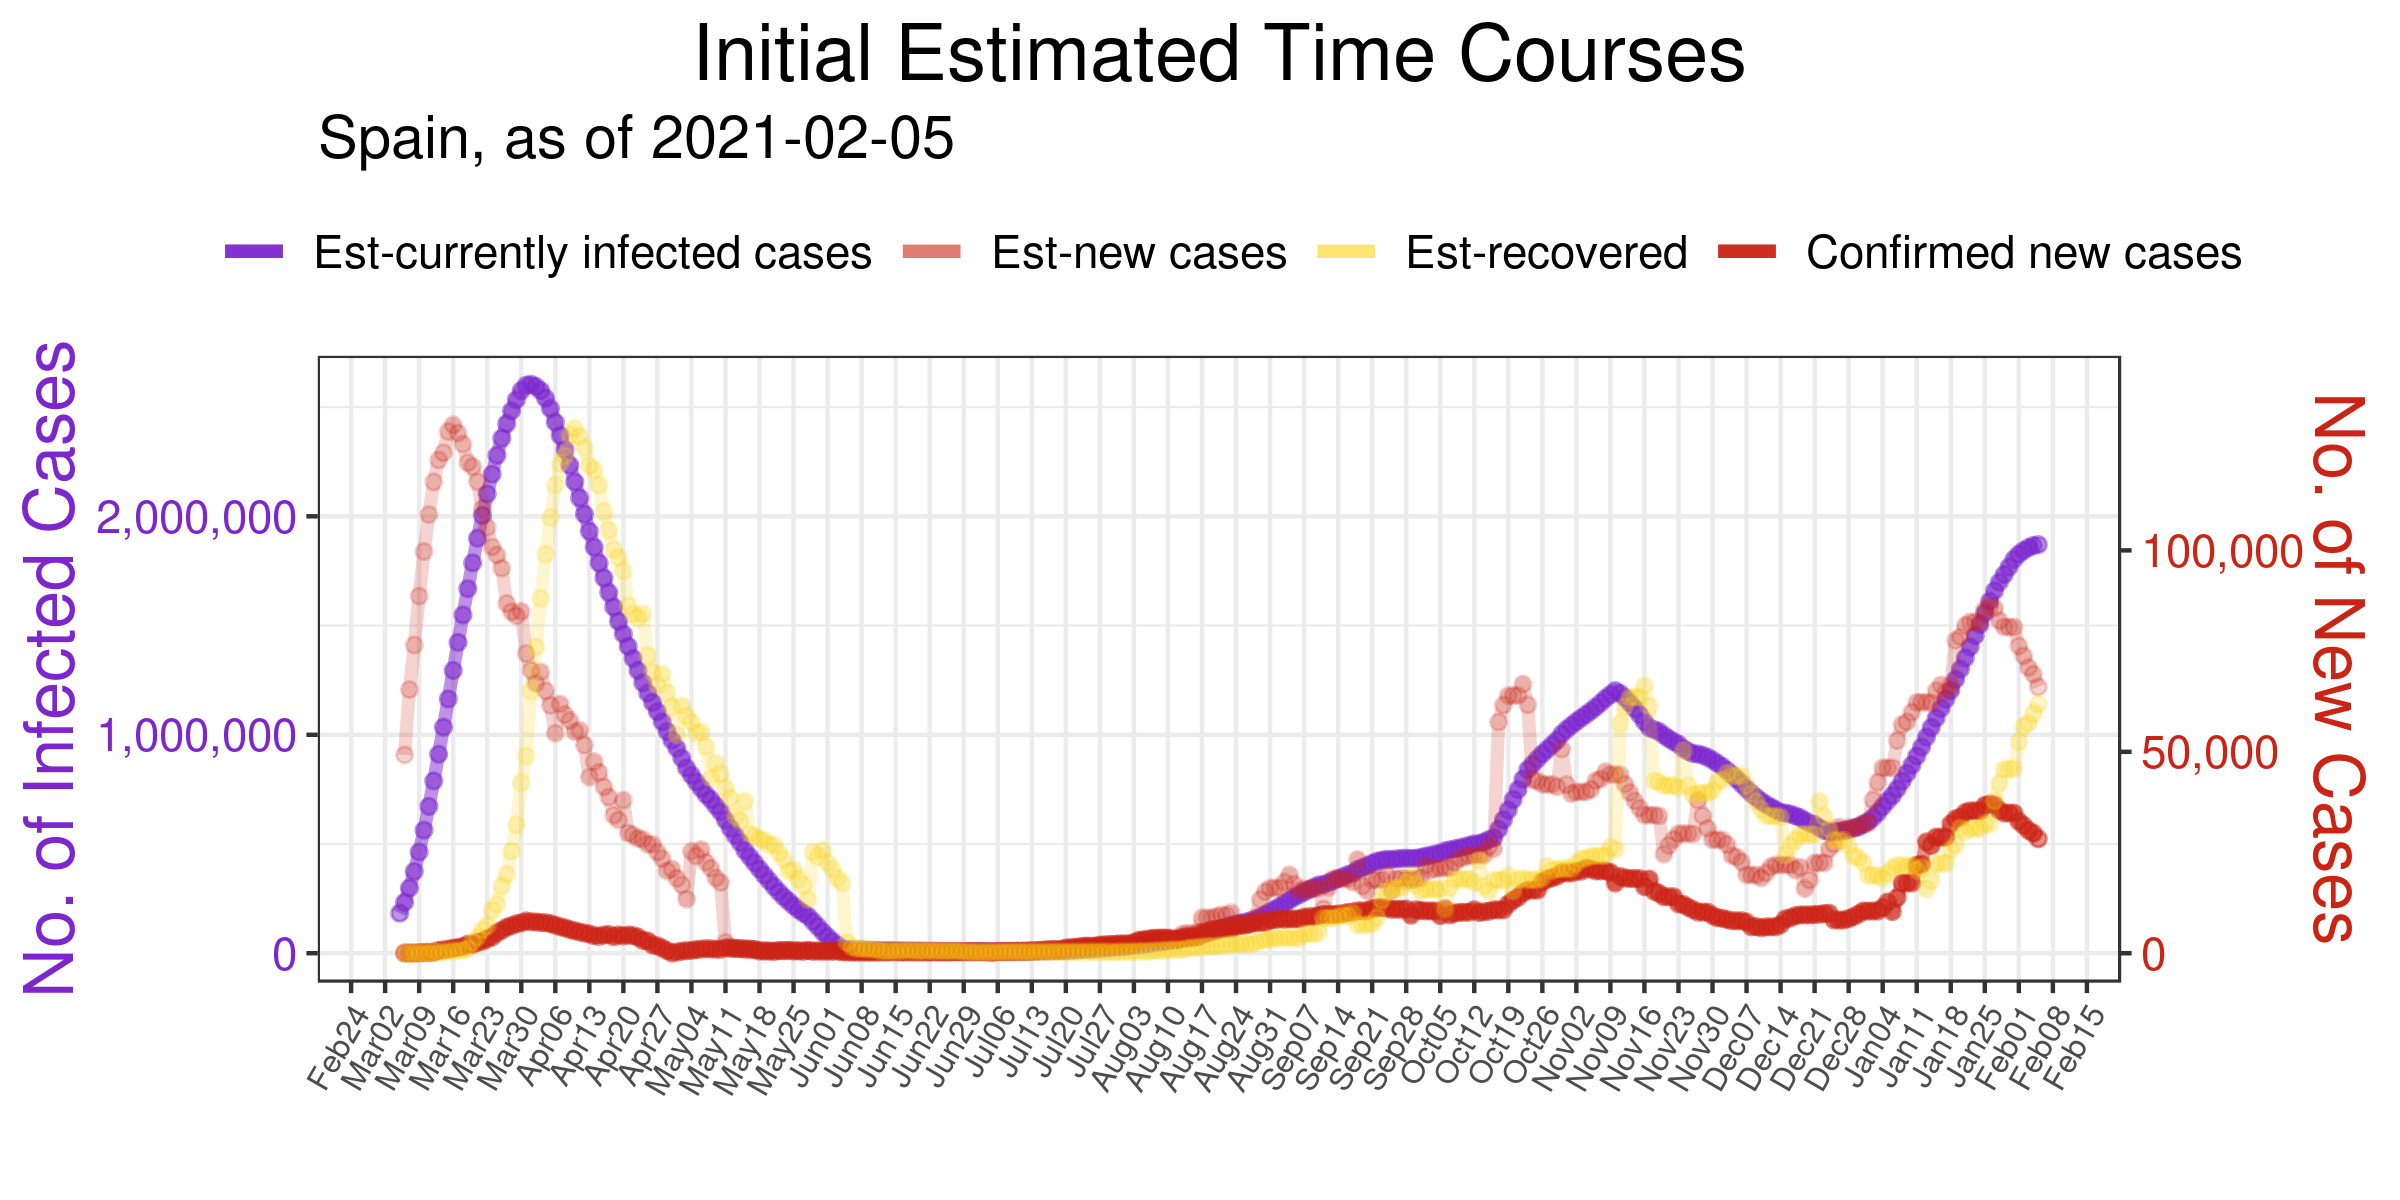 Initial Estimated Time Courses
Spain, as of 2021-02-05
Est-currently infected cases Est-new cases Est-recovered Confirmed new cases
No. of Infected Cases
2,000,000
1,000,000
0
100,000
50,000
0
No. of New Cases
Feb24 Mar02 Mar09 Mar16 Mar23 Mar30 Apr06 Apr13 Apr20 Apr27 May04 May11 May18 May25 Jun01 Jun08 Jun15 Jun22 Jun29 Jul06 Jul13 Jul20 Jul27 Aug03 Aug10 Aug17 Aug24 Aug31 Sep07 Sep14 Sep21 Sep28 Oct05 Oct12 Oct19 Oct26 Nov02 Nov09 Nov16 Nov23 Nov30 Dec07 Dec14 Dec21 Dec28 Jan04 Jan11 Jan18 Jan25 Feb01 Feb08 Feb15